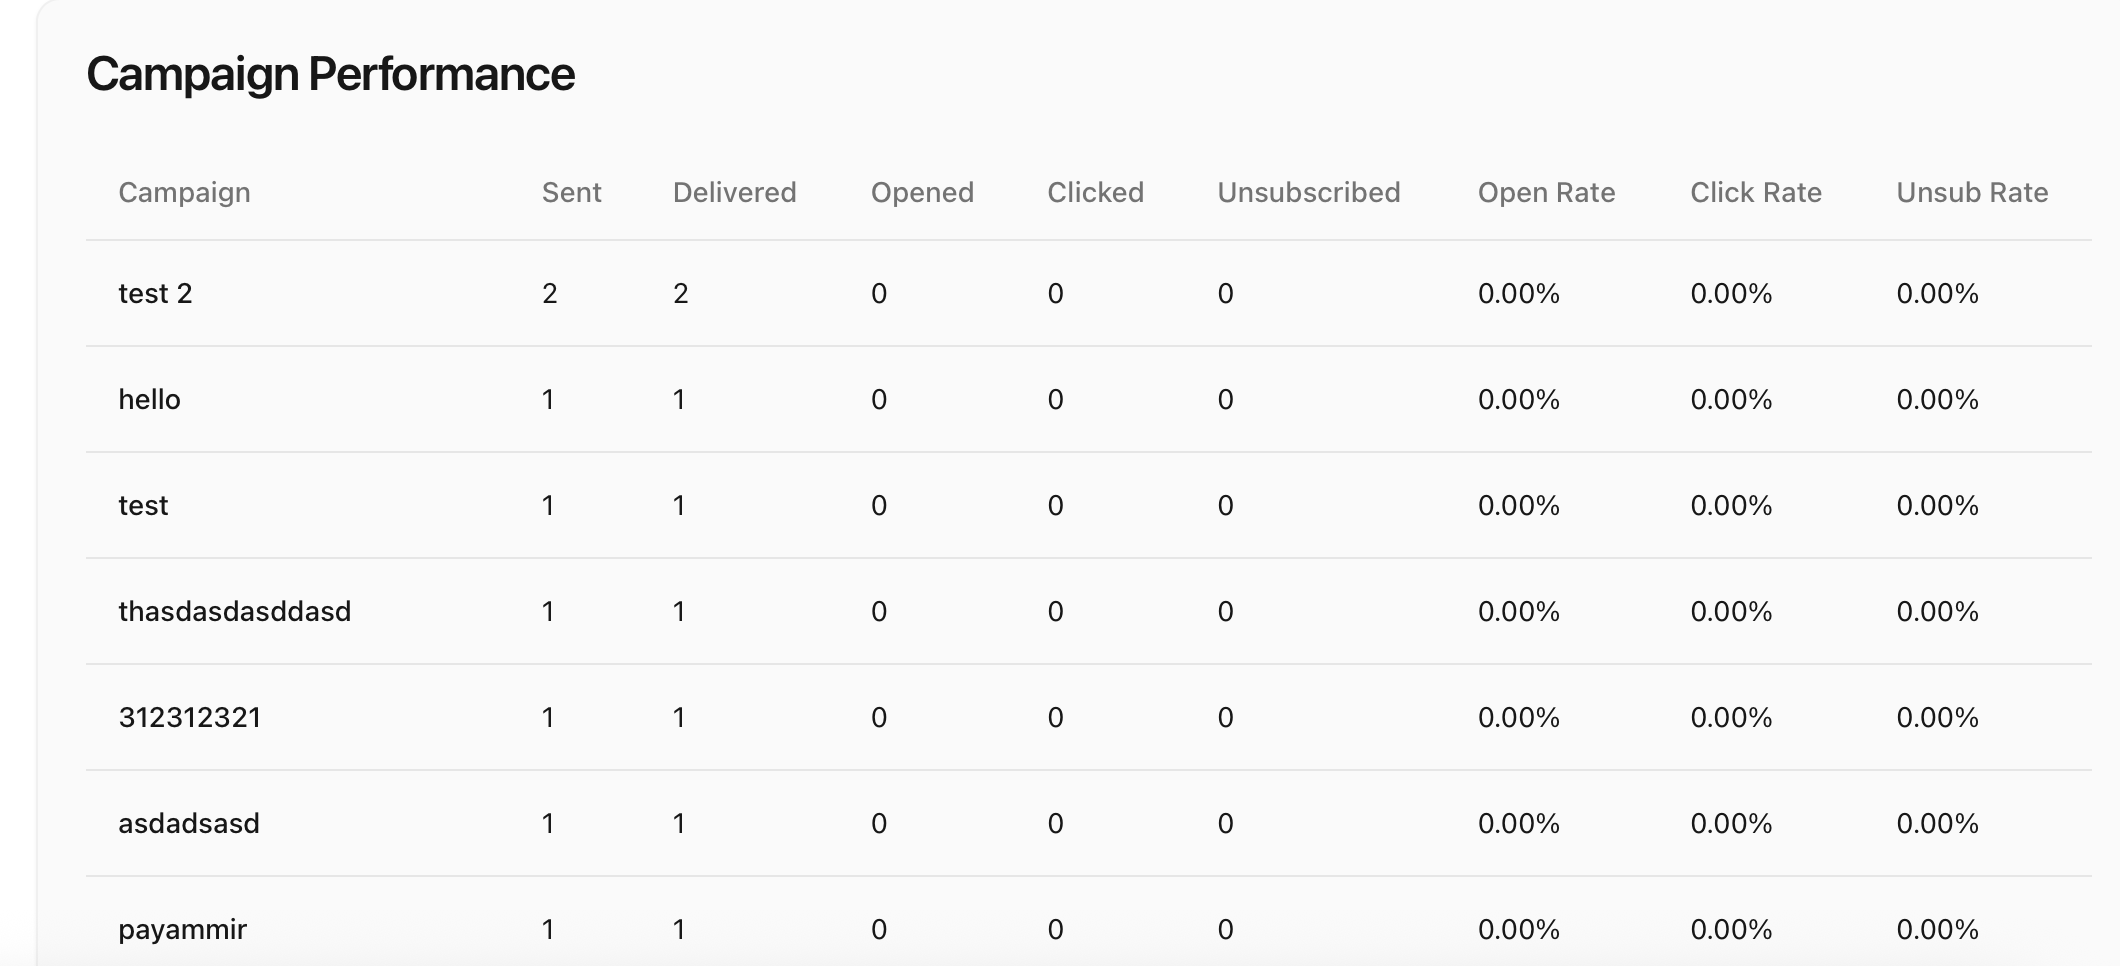 Campaign Performance
Campaign Sent Delivered Opened Clicked Unsubscribed Open Rate Click Rate Unsub Rate
test 2 2 2 0 0 0 0.00% 0.00% 0.00%
hello 1 1 0 0 0 0.00% 0.00% 0.00%
test 1 1 0 0 0 0.00% 0.00% 0.00%
thasdasdasddasd 1 1 0 0 0 0.00% 0.00% 0.00%
312312321 1 1 0 0 0 0.00% 0.00% 0.00%
asdadsasd 1 1 0 0 0 0.00% 0.00% 0.00%
payammir 1 1 0 0 0 0.00% 0.00% 0.00%